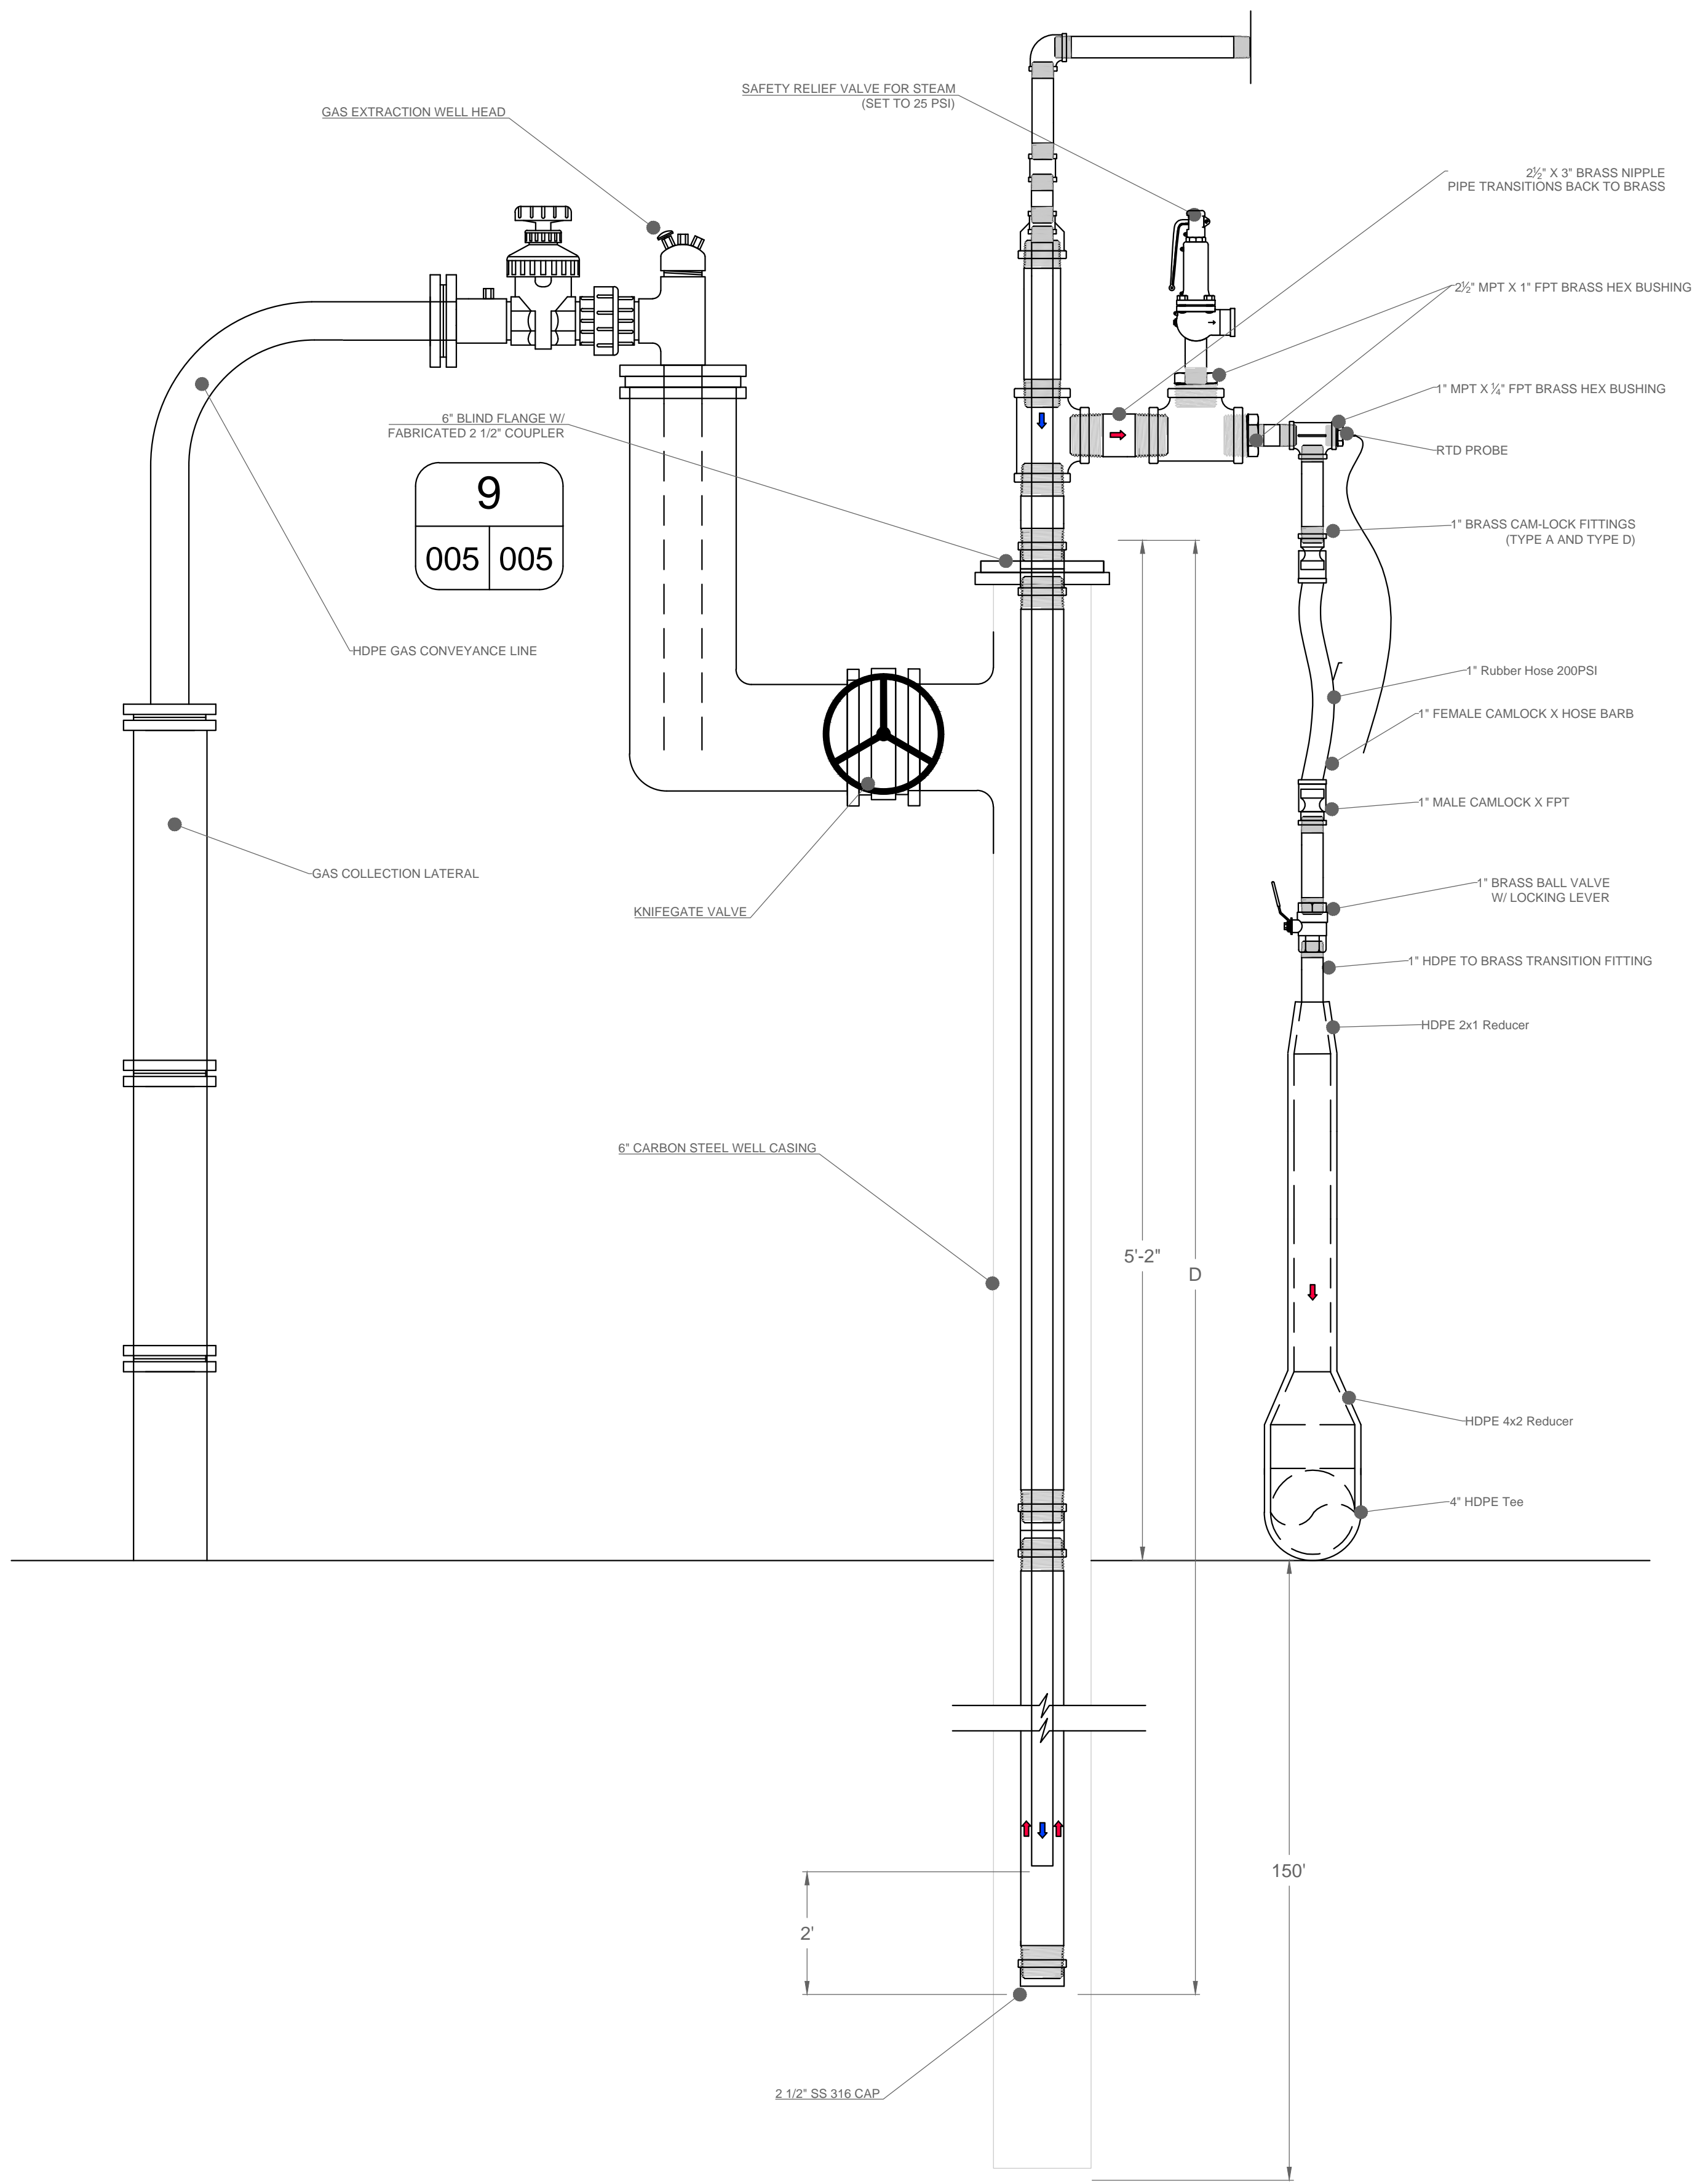 SAFETY RELIEF VALVE FOR STEAM
(SET TO 25 PSI)
GAS EXTRACTION WELL HEAD
2½" X 3" BRASS NIPPLE
PIPE TRANSITIONS BACK TO BRASS
2½" MPT X 1" FPT BRASS HEX BUSHING
1" MPT X ¼" FPT BRASS HEX BUSHING
6" BLIND FLANGE W/
FABRICATED 2 1/2" COUPLER
RTD PROBE
9
005 005
1" BRASS CAM-LOCK FITTINGS
(TYPE A AND TYPE D)
HDPE GAS CONVEYANCE LINE
1" Rubber Hose 200PSI
1" FEMALE CAMLOCK X HOSE BARB
1" MALE CAMLOCK X FPT
GAS COLLECTION LATERAL
KNIFEGATE VALVE
1" BRASS BALL VALVE
W/ LOCKING LEVER
1" HDPE TO BRASS TRANSITION FITTING
HDPE 2x1 Reducer
6" CARBON STEEL WELL CASING
5'-2"
D
HDPE 4x2 Reducer
4" HDPE Tee
150'
2'
2 1/2" SS 316 CAP